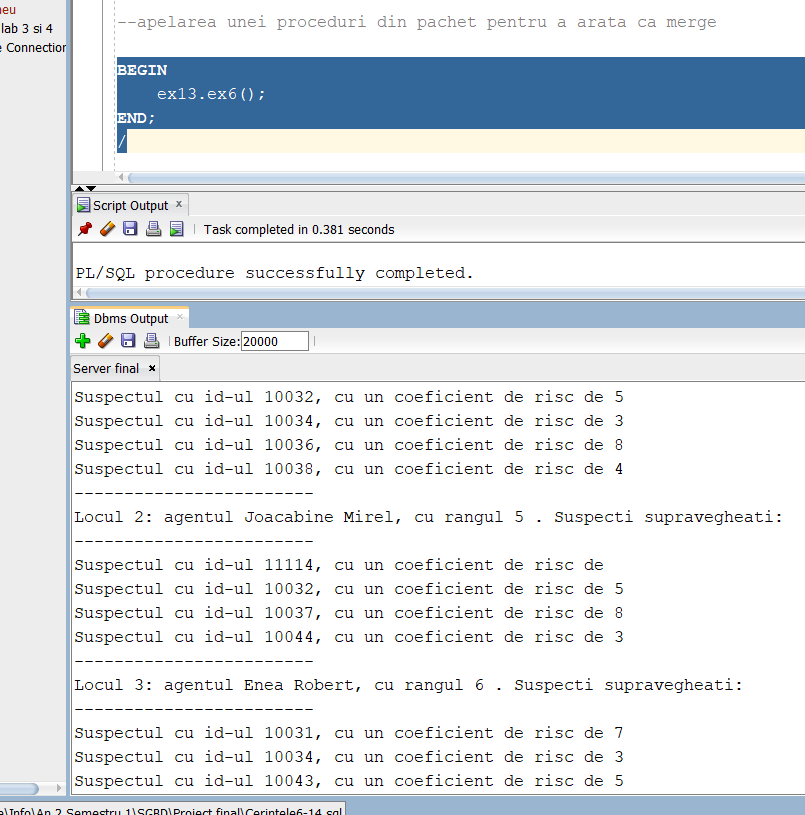 lab 3 si 4
Connection
--apelarea unei proceduri din pachet pentru a arata ca merge
BEGIN
ex13.ex6();
END;
/
Script Output x
Task completed in 0.381 seconds
PL/SQL procedure successfully completed.
Dbms Output x
Buffer Size: 20000
Server final x
Suspectul cu id-ul 10032, cu un coeficient de risc de 5
Suspectul cu id-ul 10034, cu un coeficient de risc de 3
Suspectul cu id-ul 10036, cu un coeficient de risc de 8
Suspectul cu id-ul 10038, cu un coeficient de risc de 4
------------------------
Locul 2: agentul Joacabine Mirel, cu rangul 5 . Suspecti supravegheati:
------------------------
Suspectul cu id-ul 11114, cu un coeficient de risc de
Suspectul cu id-ul 10032, cu un coeficient de risc de 5
Suspectul cu id-ul 10037, cu un coeficient de risc de 8
Suspectul cu id-ul 10044, cu un coeficient de risc de 3
------------------------
Locul 3: agentul Enea Robert, cu rangul 6 . Suspecti supravegheati:
------------------------
Suspectul cu id-ul 10031, cu un coeficient de risc de 7
Suspectul cu id-ul 10034, cu un coeficient de risc de 3
Suspectul cu id-ul 10043, cu un coeficient de risc de 5
e\Info\An 2 Semestru 1\SGBD\Proiect final\Cerintele6-14.sql